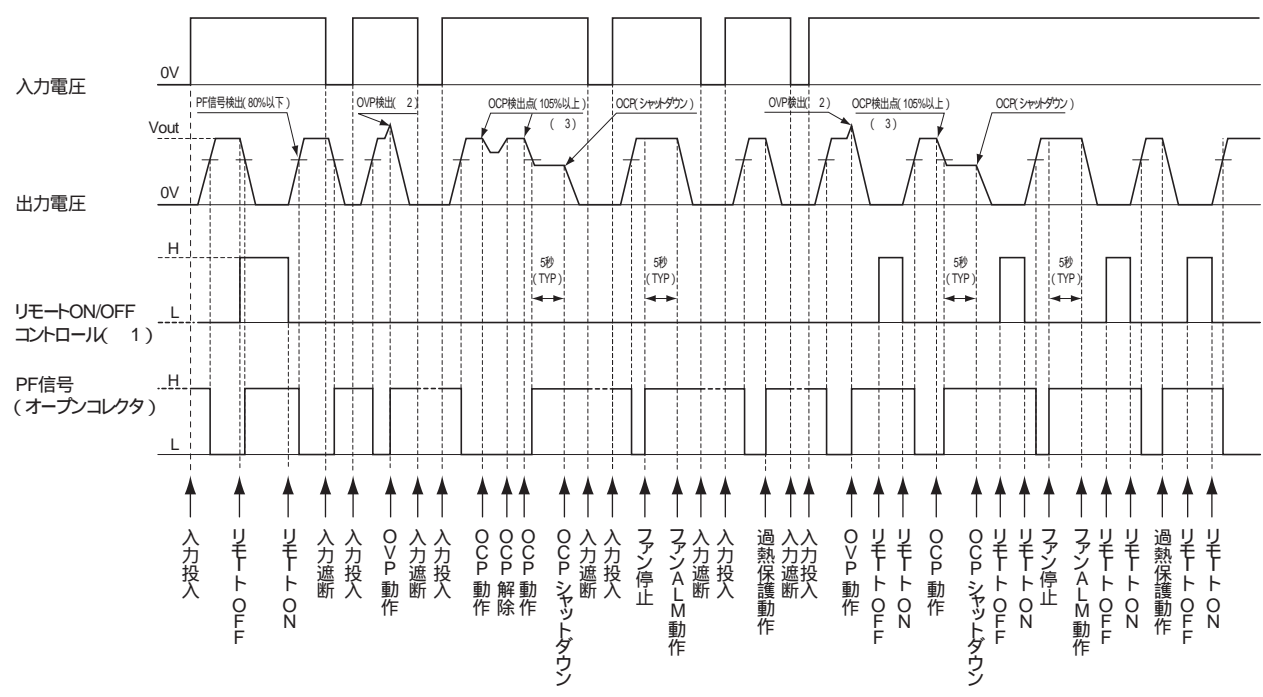 入力電圧
0V
PF信号検出(80%以下)
OVP検出( 2)
OCP検出点(105%以上)
( 3)
OCP(シャットダウン)
OVP検出( 2)
OCP検出点(105%以上)
( 3)
OCP(シャットダウン)
Vout
0V
出力電圧
H
5秒
(TYP)
5秒
(TYP)
5秒
(TYP)
5秒
(TYP)
リモートON/OFF
コントロール( 1)
L
PF信号
(オープンコレクタ)
H
L
入力投入
リモートOFF
リモートON
入力遮断
入力投入
OVP動作
入力遮断
入力投入
OCP動作
OCP解除
OCP動作
OCPシャットダウン
入力遮断
入力投入
ファン停止
ファンALM動作
入力遮断
入力投入
過熱保護動作
入力遮断
入力投入
OVP動作
リモートOFF
リモートON
OCP動作
OCPシャットダウン
リモートOFF
リモートON
ファン停止
ファンALM動作
リモートOFF
リモートON
過熱保護動作
リモートOFF
リモートON